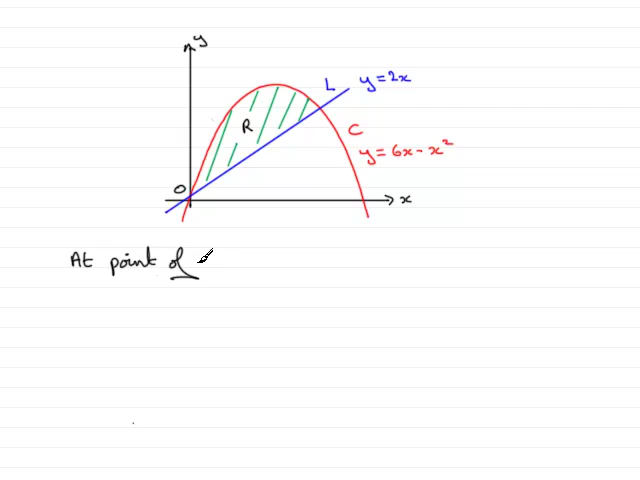 y
L
y = 2x
R
C
y = 6x - x²
O
x
At point of